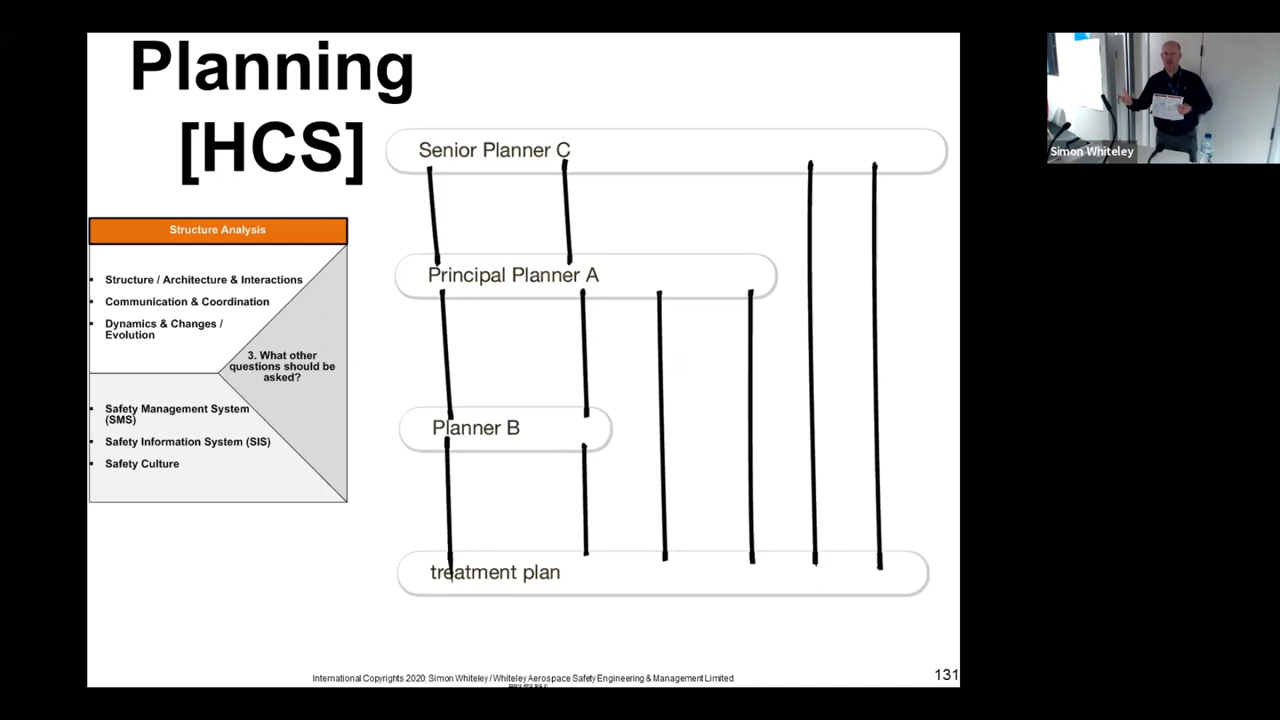 Planning
[HCS]
Senior Planner C
Simon Whiteley
Structure Analysis
Structure / Architecture & Interactions
Communication & Coordination
Dynamics & Changes /
Evolution
3. What other
questions should be
asked?
Safety Management System
(SMS)
Safety Information System (SIS)
Safety Culture
Principal Planner A
Planner B
treatment plan
International Copyrights 2020: Simon Whiteley / Whiteley Aerospace Safety Engineering & Management Limited
131